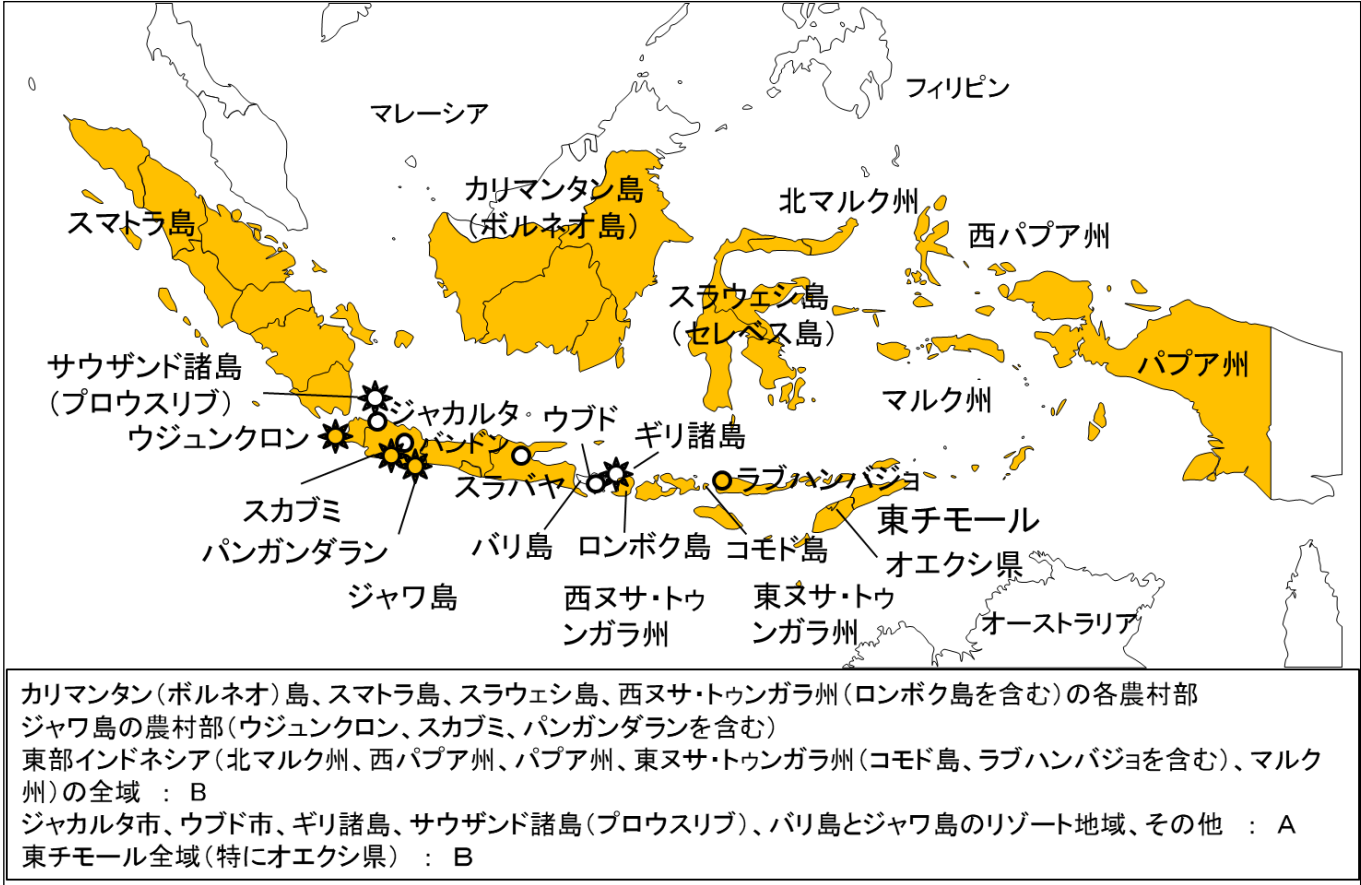 フィリピン
マレーシア
カリマンタン島
（ボルネオ島）
北マルク州
スマトラ島
西パプア州
スラウェシ島
（セレベス島）
サウザンド諸島
（プロウスリブ）
パプア州
マルク州
ジャカルタ
ウブド
ウジュンクロン
バンドン
ギリ諸島
スラバヤ
ラブハンバジョ
スカブミ
東チモール
パンガンダラン
バリ島
ロンボク島
コモド島
オエクシ県
ジャワ島
西ヌサ・トゥ
ンガラ州
東ヌサ・トゥ
ンガラ州
オーストラリア
カリマンタン（ボルネオ）島、スマトラ島、スラウェシ島、西ヌサ・トゥンガラ州（ロンボク島を含む）の各農村部
ジャワ島の農村部（ウジュンクロン、スカブミ、パンガンダランを含む）
東部インドネシア（北マルク州、西パプア州、パプア州、東ヌサ・トゥンガラ州（コモド島、ラブハンバジョを含む）、マルク
州）の全域 ： B
ジャカルタ市、ウブド市、ギリ諸島、サウザンド諸島（プロウスリブ）、バリ島とジャワ島のリゾート地域、その他 ： A
東チモール全域（特にオエクシ県） ： B